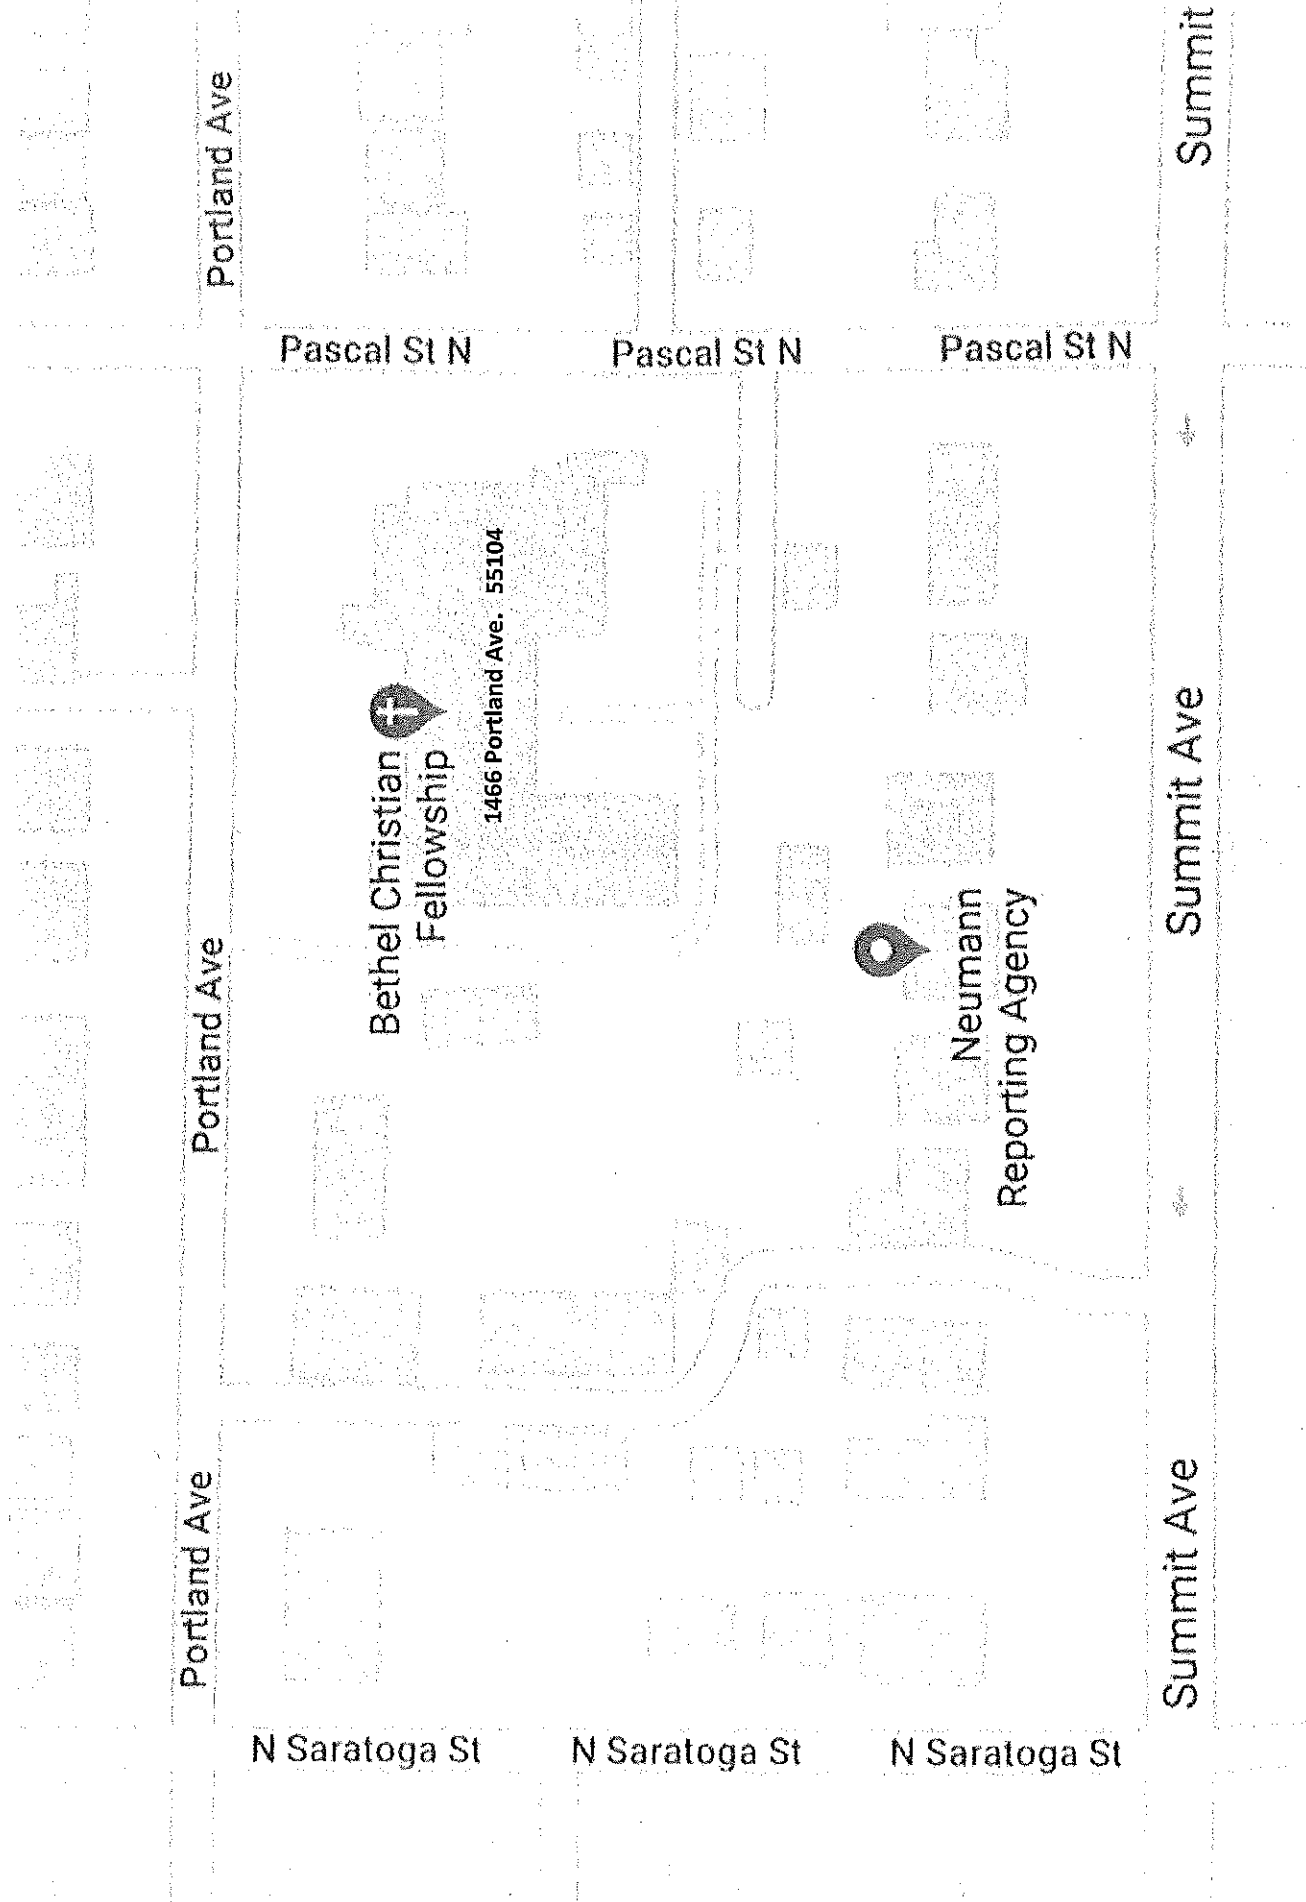 Portland Ave
Portland Ave
Portland Ave
Pascal St N
Pascal St N
Pascal St N
Bethel Christian
Fellowship
1466 Portland Ave. 55104
Neumann
Reporting Agency
N Saratoga St
N Saratoga St
N Saratoga St
Summit Ave
Summit Ave
Summit